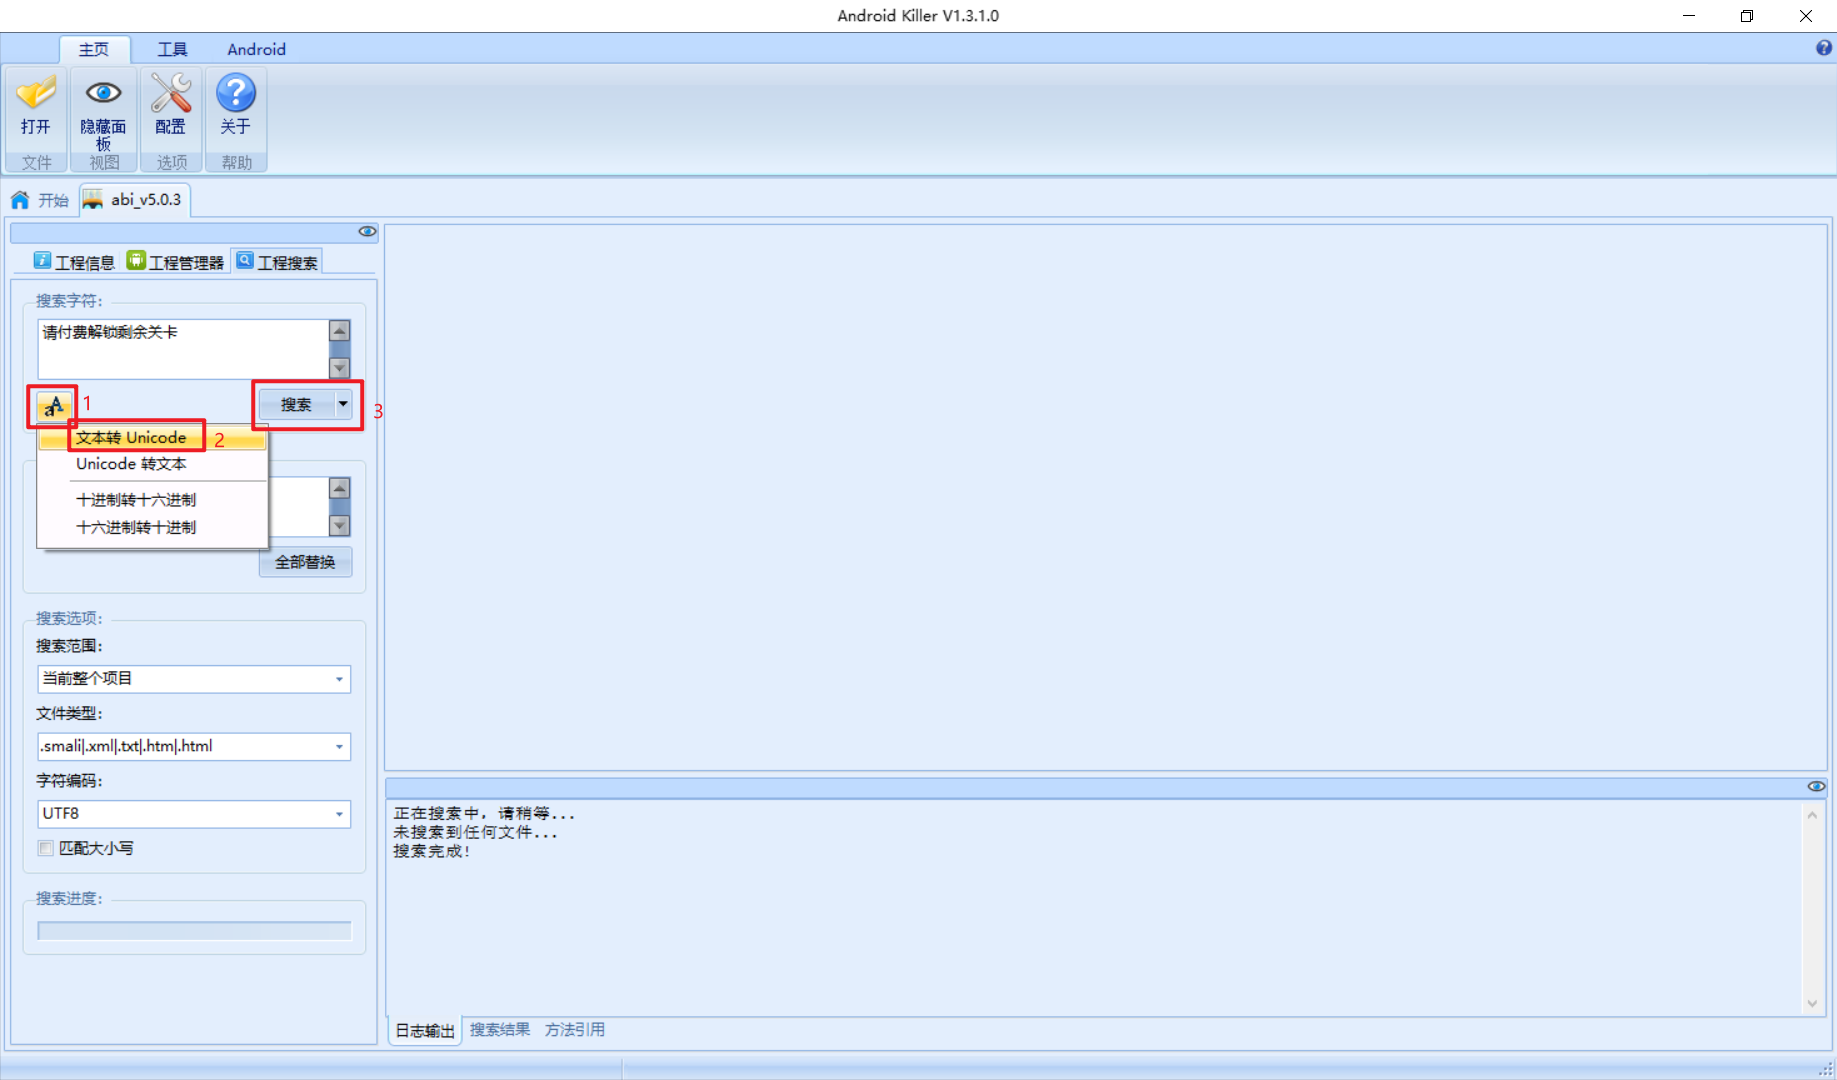 Android Killer V1.3.1.0
主页 工具 Android
打开 隐藏面板 配置 关于
文件 视图 选项 帮助
开始 abi_v5.0.3
工程信息 工程管理器 工程搜索
搜索字符:
请付费解锁剩余关卡
aA 1 搜索 3
文本转 Unicode 2
Unicode 转文本
十进制转十六进制
十六进制转十进制
全部替换
搜索选项:
搜索范围:
当前整个项目
文件类型:
.smali|.xml|.txt|.htm|.html
字符编码:
UTF8
匹配大小写
搜索进度:
正在搜索中, 请稍等...
未搜索到任何文件...
搜索完成!
日志输出 搜索结果 方法引用